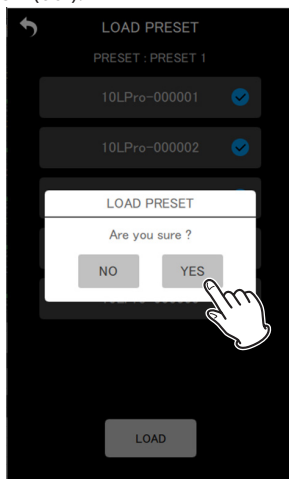 LOAD PRESET
PRESET : PRESET 1
10LPro-000001
10LPro-000002
LOAD PRESET
Are you sure ?
NO
YES
LOAD